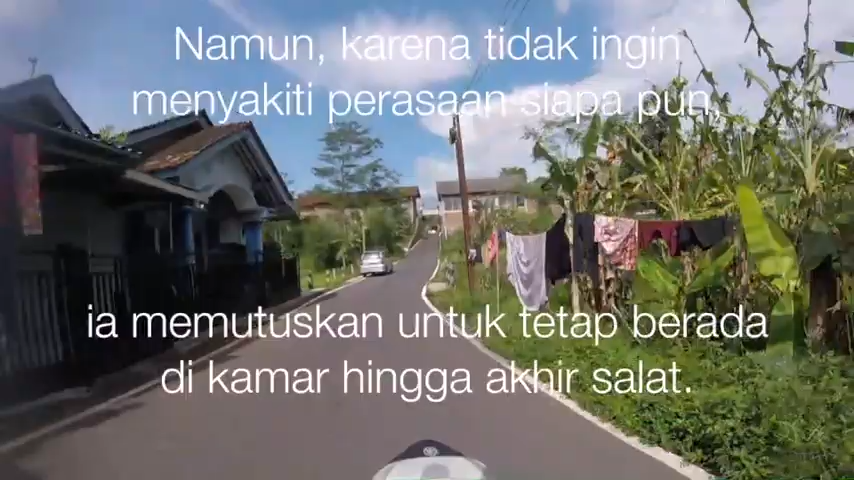 Namun, karena tidak ingin
menyakiti perasaan siapa pun,
ia memutuskan untuk tetap berada
di kamar hingga akhir salat.